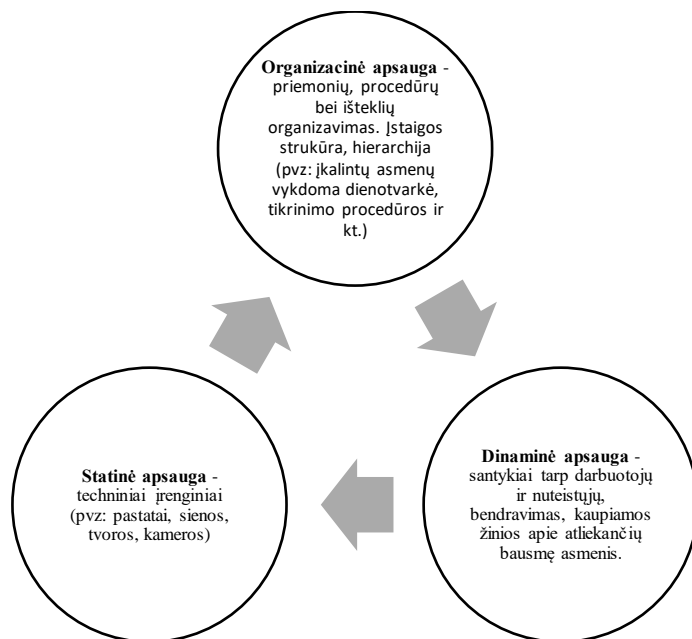 Organizacinė apsauga -
priemonių, procedūrų
bei išteklių
organizavimas. Įstaigos
strukūra, hierarchija
(pvz: įkalintų asmenų
vykdoma dienotvarkė,
tikrinimo procedūros ir
kt.)
Statinė apsauga -
techniniai įrenginiai
(pvz: pastatai, sienos,
tvoros, kameros)
Dinaminė apsauga -
santykiai tarp darbuotojų
ir nuteistųjų,
bendravimas, kaupiamos
žinios apie atliekančių
bausmę asmenis.